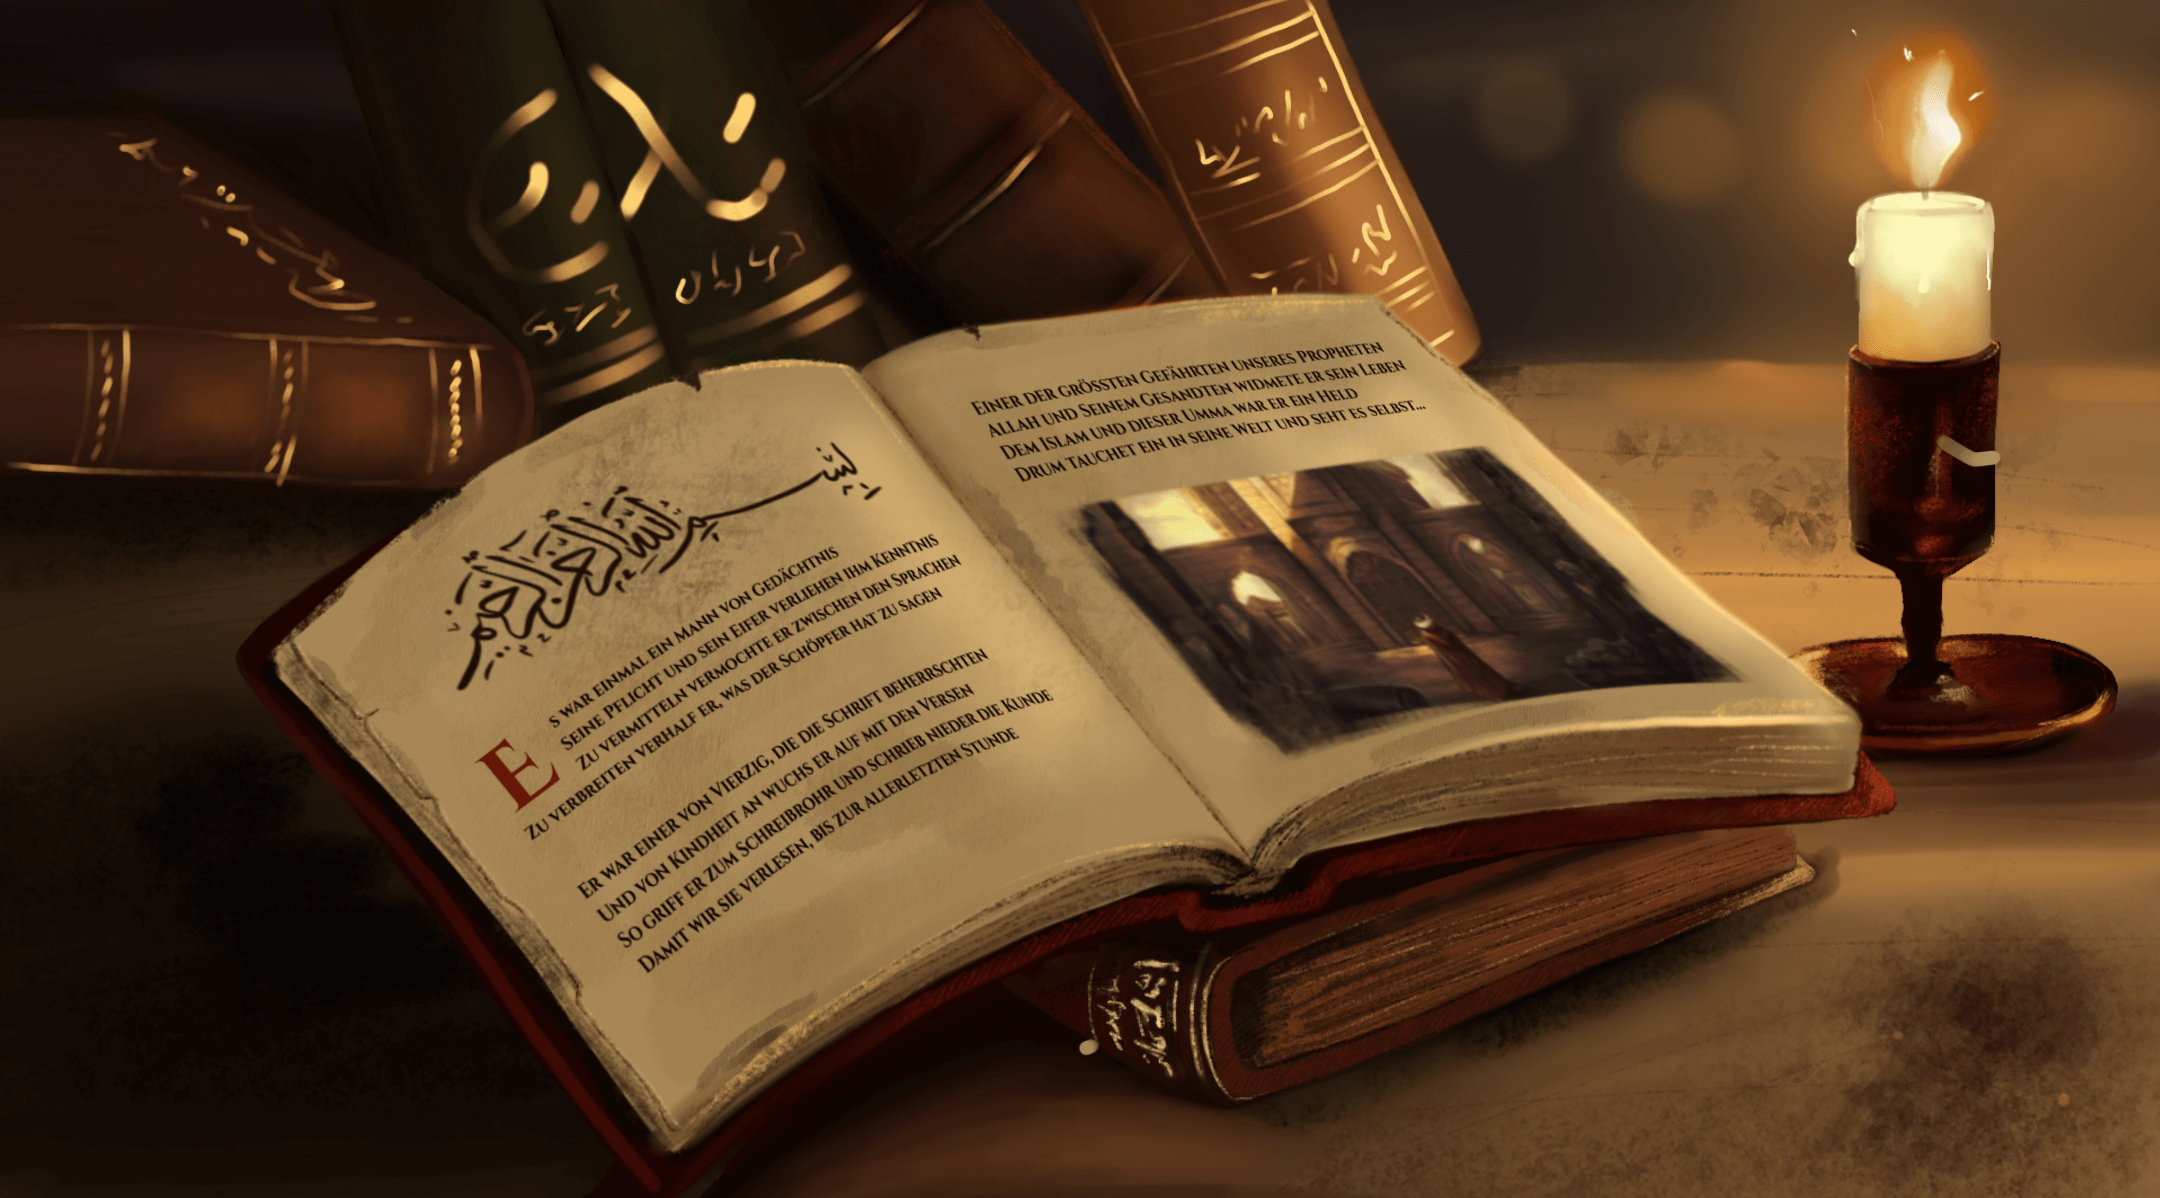 بسم الله الرحمن الرحيم
Es war einmal ein Mann von Gedächtnis
Seine Pflicht und sein Eifer verliehen ihm Kenntnis
Zu vermitteln vermochte er zwischen den Sprachen
Zu verbreiten verhalf er, was der Schöpfer hat zu sagen
Er war einer von Vierzig, die die Schrift beherrschten
Und von Kindheit an wuchs er auf mit den Versen
So griff er zum Schreibrohr und schrieb nieder die Kunde
Damit wir sie verlesen, bis zur allerletzten Stunde
Einer der größten Gefährten unseres Propheten
Allah und Seinem Gesandten widmete er sein Leben
Dem Islam und dieser Umma war er ein Held
Drum tauchet ein in seine Welt und seht es selbst...